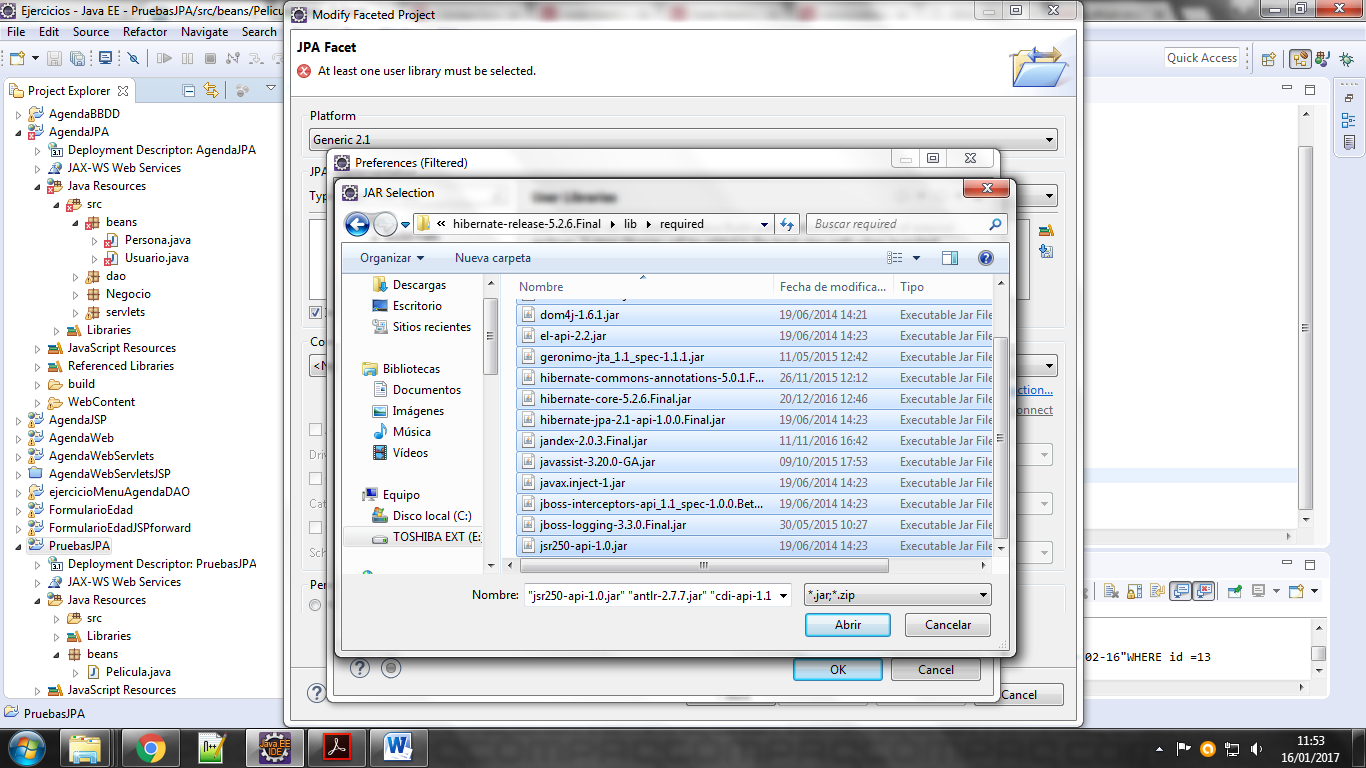 Ejercicios - Java EE - PruebasJPA/src/beans/Pelícu
File Edit Source Refactor Navigate Search
Quick Access
Project Explorer
AgendaBBDD
AgendaJPA
Deployment Descriptor: AgendaJPA
JAX-WS Web Services
Java Resources
src
beans
Persona.java
Usuario.java
dao
Negocio
servlets
Libraries
JavaScript Resources
Referenced Libraries
build
WebContent
AgendaJSP
AgendaWeb
AgendaWebServlets
AgendaWebServletsJSP
ejercicioMenuAgendaDAO
FormularioEdad
FormularioEdadJSPforward
PruebasJPA
Deployment Descriptor: PruebasJPA
JAX-WS Web Services
Java Resources
src
Libraries
beans
Pelicula.java
JavaScript Resources
PruebasJPA
Modify Faceted Project
JPA Facet
At least one user library must be selected.
Platform
Generic 2.1
JPA
Preferences (Filtered)
User Libraries
JAR Selection
hibernate-release-5.2.6.Final lib required
Buscar required
Organizar Nueva carpeta
Descargas
Escritorio
Sitios recientes
Bibliotecas
Documentos
Imágenes
Música
Vídeos
Equipo
Disco local (C:)
TOSHIBA EXT (E:
Nombre Fecha de modifica... Tipo
dom4j-1.6.1.jar 19/06/2014 14:21 Executable Jar File
el-api-2.2.jar 19/06/2014 14:23 Executable Jar File
geronimo-jta_1.1_spec-1.1.1.jar 11/05/2015 12:42 Executable Jar File
hibernate-commons-annotations-5.0.1.F... 26/11/2015 12:12 Executable Jar File
hibernate-core-5.2.6.Final.jar 20/12/2016 12:46 Executable Jar File
hibernate-jpa-2.1-api-1.0.0.Final.jar 19/06/2014 14:23 Executable Jar File
jandex-2.0.3.Final.jar 11/11/2016 16:42 Executable Jar File
javassist-3.20.0-GA.jar 09/10/2015 17:53 Executable Jar File
javax.inject-1.jar 19/06/2014 14:23 Executable Jar File
jboss-interceptors-api_1.1_spec-1.0.0.Bet... 19/06/2014 14:23 Executable Jar File
jboss-logging-3.3.0.Final.jar 30/05/2015 10:27 Executable Jar File
jsr250-api-1.0.jar 19/06/2014 14:23 Executable Jar File
Nombre: "jsr250-api-1.0.jar" "antlr-2.7.7.jar" "cdi-api-1.1 *.jar;*.zip
Abrir Cancelar
OK Cancel
Cancel
ction...
onnect
02-16"WHERE id =13
11:53
16/01/2017